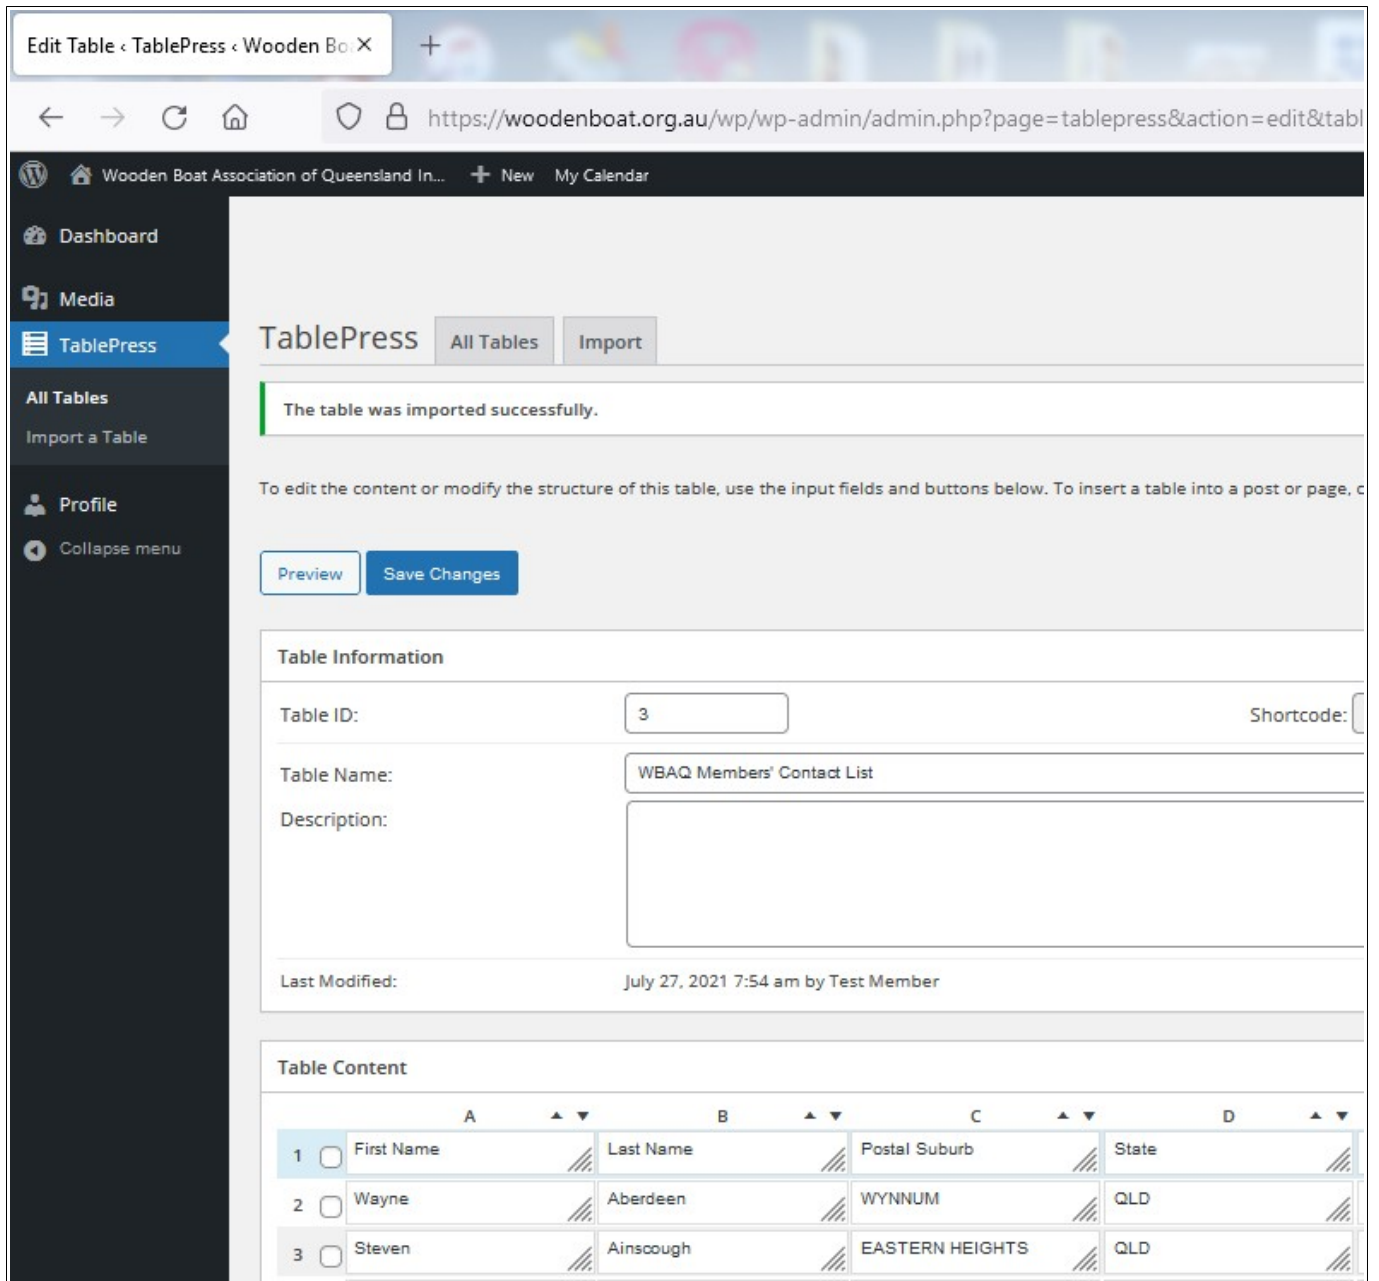 Edit Table ‹ TablePress ‹ Wooden Bo
https://woodenboat.org.au/wp/wp-admin/admin.php?page=tablepress&action=edit&tabl
Wooden Boat Association of Queensland In... New My Calendar
Dashboard
Media
TablePress
All Tables
Import a Table
Profile
Collapse menu
TablePress All Tables Import
The table was imported successfully.
To edit the content or modify the structure of this table, use the input fields and buttons below. To insert a table into a post or page, c
Preview Save Changes
Table Information
Table ID: 3 Shortcode:
Table Name: WBAQ Members' Contact List
Description:
Last Modified: July 27, 2021 7:54 am by Test Member
Table Content
A B C D
1 First Name Last Name Postal Suburb State
2 Wayne Aberdeen WYNNUM QLD
3 Steven Ainscough EASTERN HEIGHTS QLD